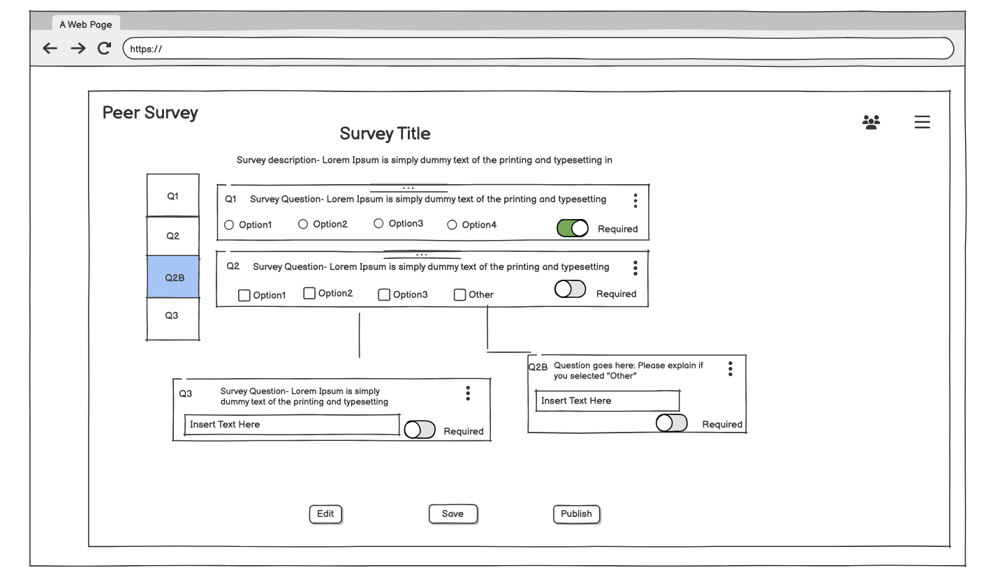 A Web Page
https://
Peer Survey
Survey Title
Survey description- Lorem Ipsum is simply dummy text of the printing and typesetting in
Q1
Q2
Q2B
Q3
Q1 Survey Question- Lorem Ipsum is simply dummy text of the printing and typesetting
Option1 Option2 Option3 Option4 Required
Q2 Survey Question- Lorem Ipsum is simply dummy text of the printing and typesetting
Option1 Option2 Option3 Other Required
Q3 Survey Question- Lorem Ipsum is simply
dummy text of the printing and typesetting
Insert Text Here
Required
Q2B Question goes here: Please explain if
you selected "Other"
Insert Text Here
Required
Edit Save Publish